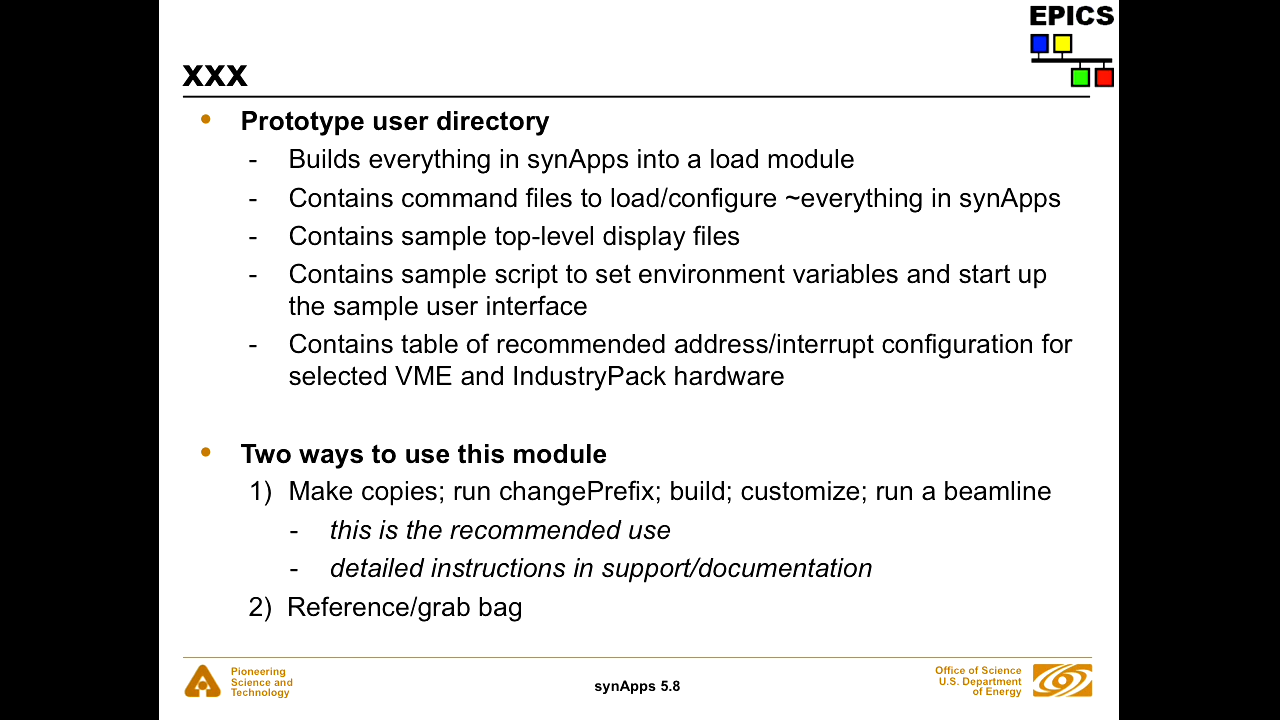 EPICS
xxx
• Prototype user directory
- Builds everything in synApps into a load module
- Contains command files to load/configure ~everything in synApps
- Contains sample top-level display files
- Contains sample script to set environment variables and start up
the sample user interface
- Contains table of recommended address/interrupt configuration for
selected VME and IndustryPack hardware
• Two ways to use this module
1) Make copies; run changePrefix; build; customize; run a beamline
- this is the recommended use
- detailed instructions in support/documentation
2) Reference/grab bag
Pioneering
Science and
Technology
synApps 5.8
Office of Science
U.S. Department
of Energy